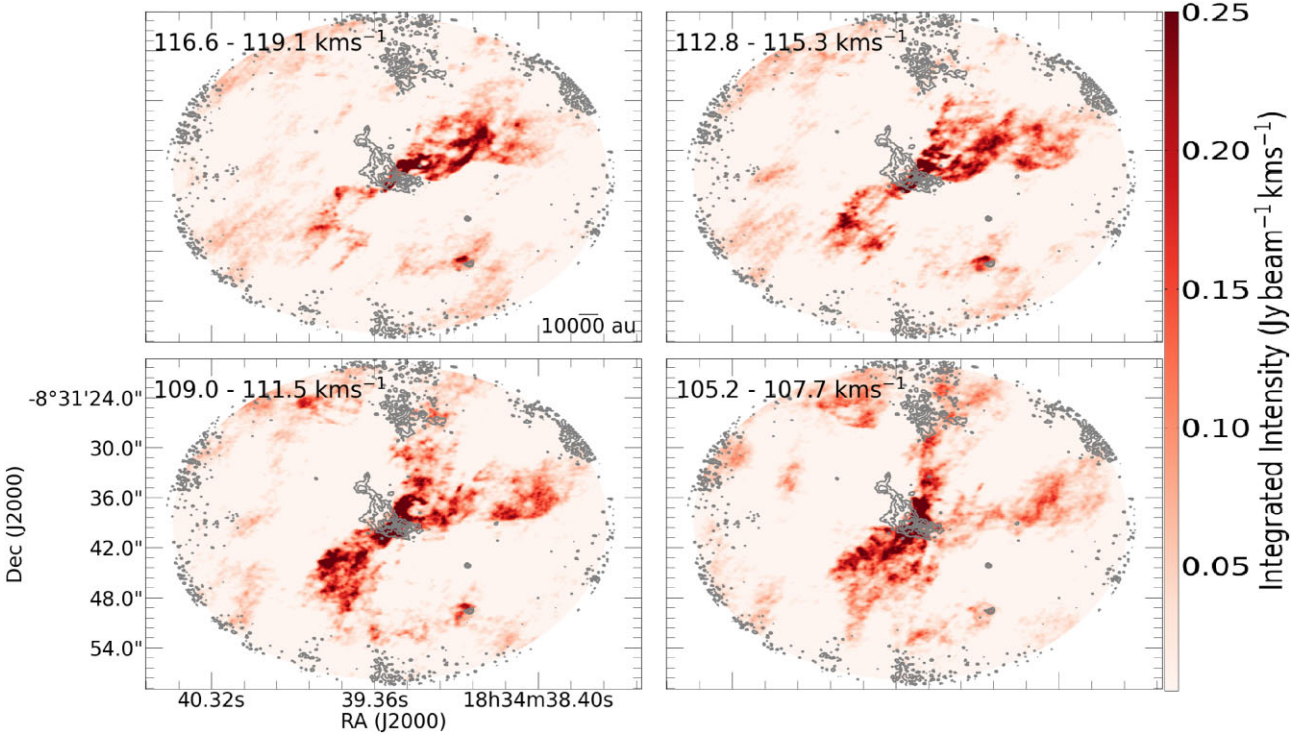 116.6 - 119.1 kms⁻¹
112.8 - 115.3 kms⁻¹
10000 au
109.0 - 111.5 kms⁻¹
105.2 - 107.7 kms⁻¹
-8°31'24.0"
30.0"
36.0"
42.0"
48.0"
54.0"
Dec (J2000)
40.32s
39.36s
18h34m38.40s
RA (J2000)
0.25
0.20
0.15
0.10
0.05
Integrated Intensity (Jybeam⁻¹kms⁻¹)